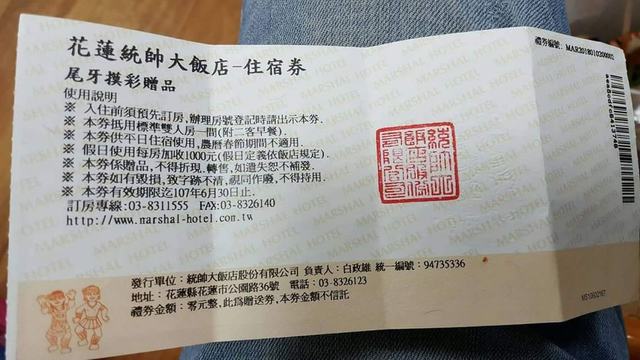 禮券編號: MAR2018010200005
花蓮統帥大飯店-住宿券
尾牙摸彩贈品
使用說明
※ 入住前須預先訂房,辦理房號登記時請出示本券.
※ 本券抵用標準雙人房一間(附二客早餐).
※ 本券供平日住宿使用,農曆春節期間不適用.
※ 假日使用每房加收1000元(假日定義依飯店規定).
※ 本券係贈品,不得折現.轉售,如遺失恕不補發.
※ 本券如有毀損,致字跡不清,視同作廢,不得持用.
※ 本券有效期限迄107年6月30日止.
訂房專線:03-8311555 FAX:03-8326140
http://www.marshal-hotel.com.tw
發行單位：統帥大飯店股份有限公司 負責人：白政雄 統一編號：94735336
地址：花蓮縣花蓮市公園路36號 電話：03-8326123
禮券金額：零元整,此為贈送券,本券金額不信託
MS10602167
MARSHAL HOTEL